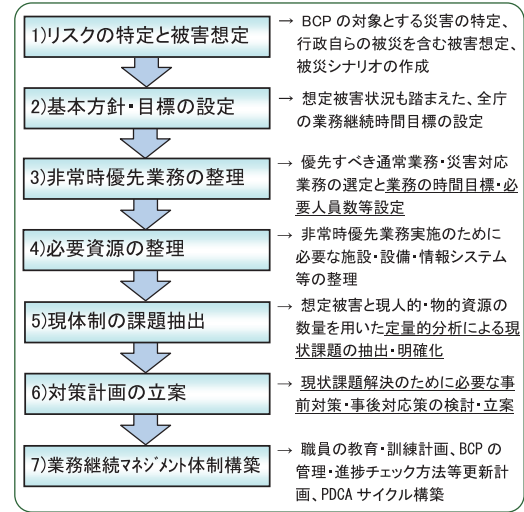 1)リスクの特定と被害想定
→ BCPの対象とする災害の特定、
行政自らの被災を含む被害想定、
被災シナリオの作成
2)基本方針・目標の設定
→ 想定被害状況も踏まえた、全庁
の業務継続時間目標の設定
3)非常時優先業務の整理
→ 優先すべき通常業務・災害対応
業務の選定と業務の時間目標・必
要人員数等設定
4)必要資源の整理
→ 非常時優先業務実施のために
必要な施設・設備・情報システム
等の整理
5)現体制の課題抽出
→ 想定被害と現人的・物的資源の
数量を用いた定量的分析による現
状課題の抽出・明確化
6)対策計画の立案
→ 現状課題解決のために必要な事
前対策・事後対応策の検討・立案
7)業務継続マネジメント体制構築
→ 職員の教育・訓練計画、BCPの
管理・進捗チェック方法等更新計
画、PDCAサイクル構築